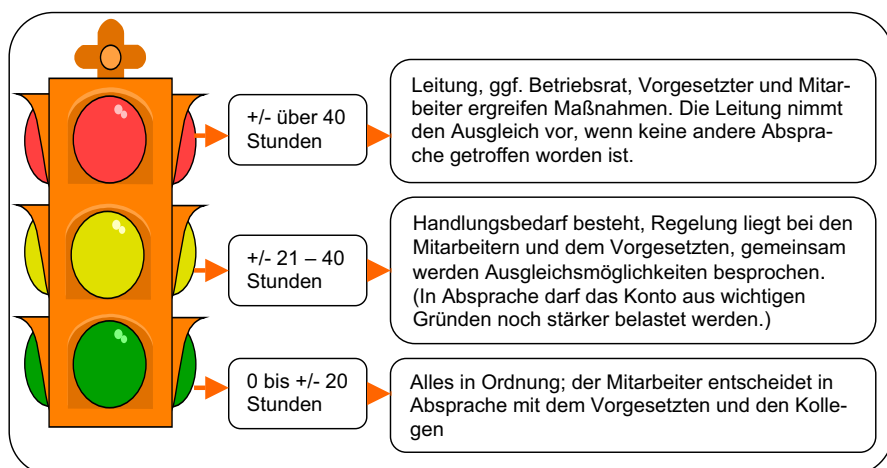 +/- über 40
Stunden
Leitung, ggf. Betriebsrat, Vorgesetzter und Mitar-
beiter ergreifen Maßnahmen. Die Leitung nimmt
den Ausgleich vor, wenn keine andere Abspra-
che getroffen worden ist.
+/- 21 – 40
Stunden
Handlungsbedarf besteht, Regelung liegt bei den
Mitarbeitern und dem Vorgesetzten, gemeinsam
werden Ausgleichsmöglichkeiten besprochen.
(In Absprache darf das Konto aus wichtigen
Gründen noch stärker belastet werden.)
0 bis +/- 20
Stunden
Alles in Ordnung; der Mitarbeiter entscheidet in
Absprache mit dem Vorgesetzten und den Kolle-
gen